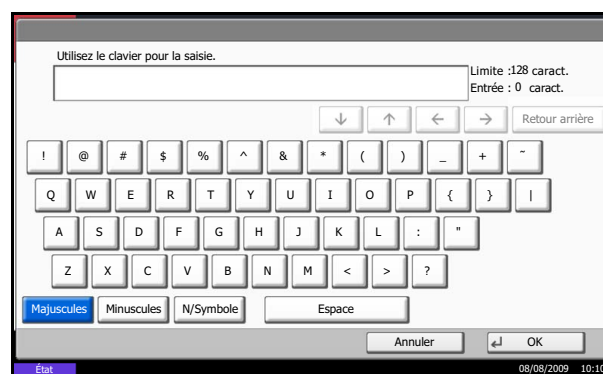 Utilisez le clavier pour la saisie.
Limite :128 caract.
Entrée : 0 caract.
Retour arrière
! @ # $ % ^ & * ( ) _ + ~
Q W E R T Y U I O P { } |
A S D F G H J K L : "
Z X C V B N M < > ?
Majuscules Minuscules N/Symbole Espace
Annuler OK
État 08/08/2009 10:10